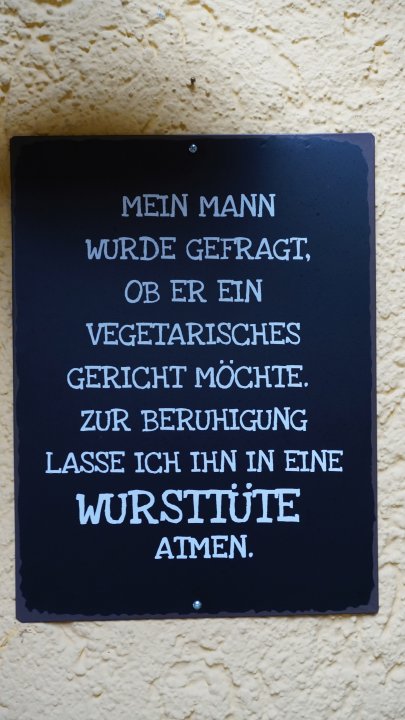 MEIN MANN
WURDE GEFRAGT,
OB ER EIN
VEGETARISCHES
GERICHT MÖCHTE.
ZUR BERUHIGUNG
LASSE ICH IHN IN EINE
WURSTTÜTE
ATMEN.